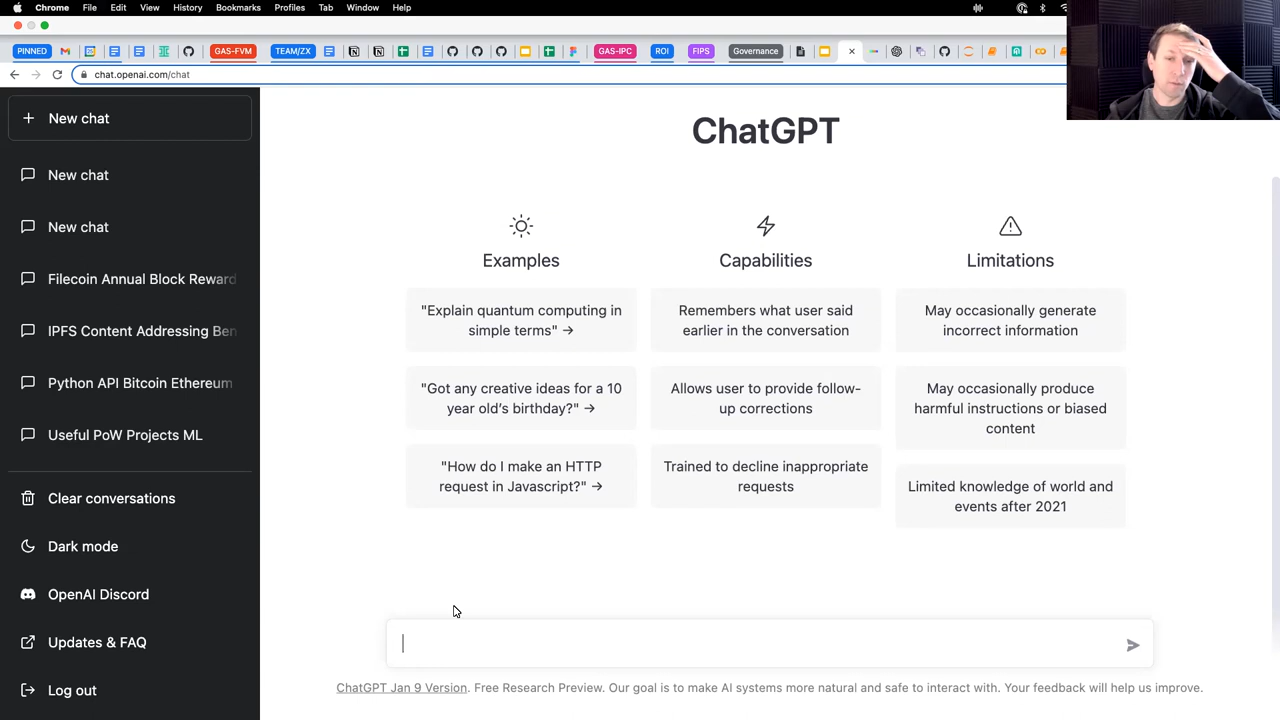 Chrome File Edit View History Bookmarks Profiles Tab Window Help
PINNED GAS-FVM TEAM/ZX GAS-IPC ROI FIPS Governance
chat.openai.com/chat
New chat
New chat
New chat
Filecoin Annual Block Reward
IPFS Content Addressing Ben
Python API Bitcoin Ethereum
Useful PoW Projects ML
Clear conversations
Dark mode
OpenAI Discord
Updates & FAQ
Log out
ChatGPT
Examples
"Explain quantum computing in
simple terms" →
"Got any creative ideas for a 10
year old's birthday?" →
"How do I make an HTTP
request in Javascript?" →
Capabilities
Remembers what user said
earlier in the conversation
Allows user to provide follow-
up corrections
Trained to decline inappropriate
requests
Limitations
May occasionally generate
incorrect information
May occasionally produce
harmful instructions or biased
content
Limited knowledge of world and
events after 2021
ChatGPT Jan 9 Version. Free Research Preview. Our goal is to make AI systems more natural and safe to interact with. Your feedback will help us improve.